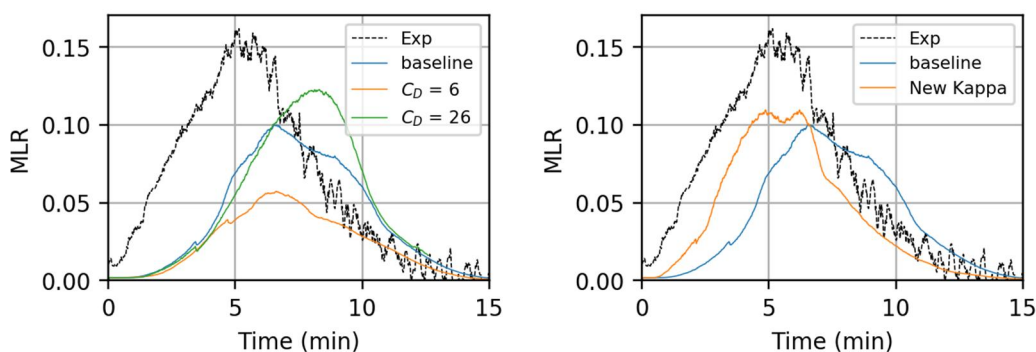 0.15
0.10
0.05
0.00
MLR
0 5 10 15
Time (min)
Exp
baseline
C_D = 6
C_D = 26
0.15
0.10
0.05
0.00
MLR
0 5 10 15
Time (min)
Exp
baseline
New Kappa